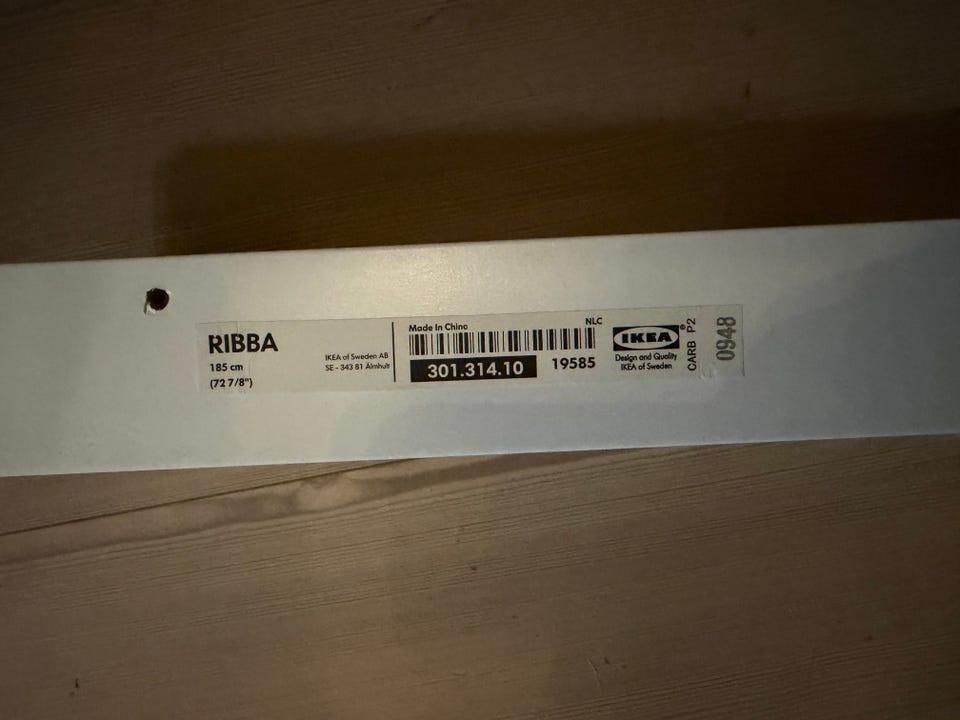 RIBBA
185 cm
(72 7/8")
IKEA of Sweden AB
SE - 343 81 Älmhult
Made In China
NLC
301.314.10
19585
IKEA®
Design and Quality
IKEA of Sweden
CARB P2
0948